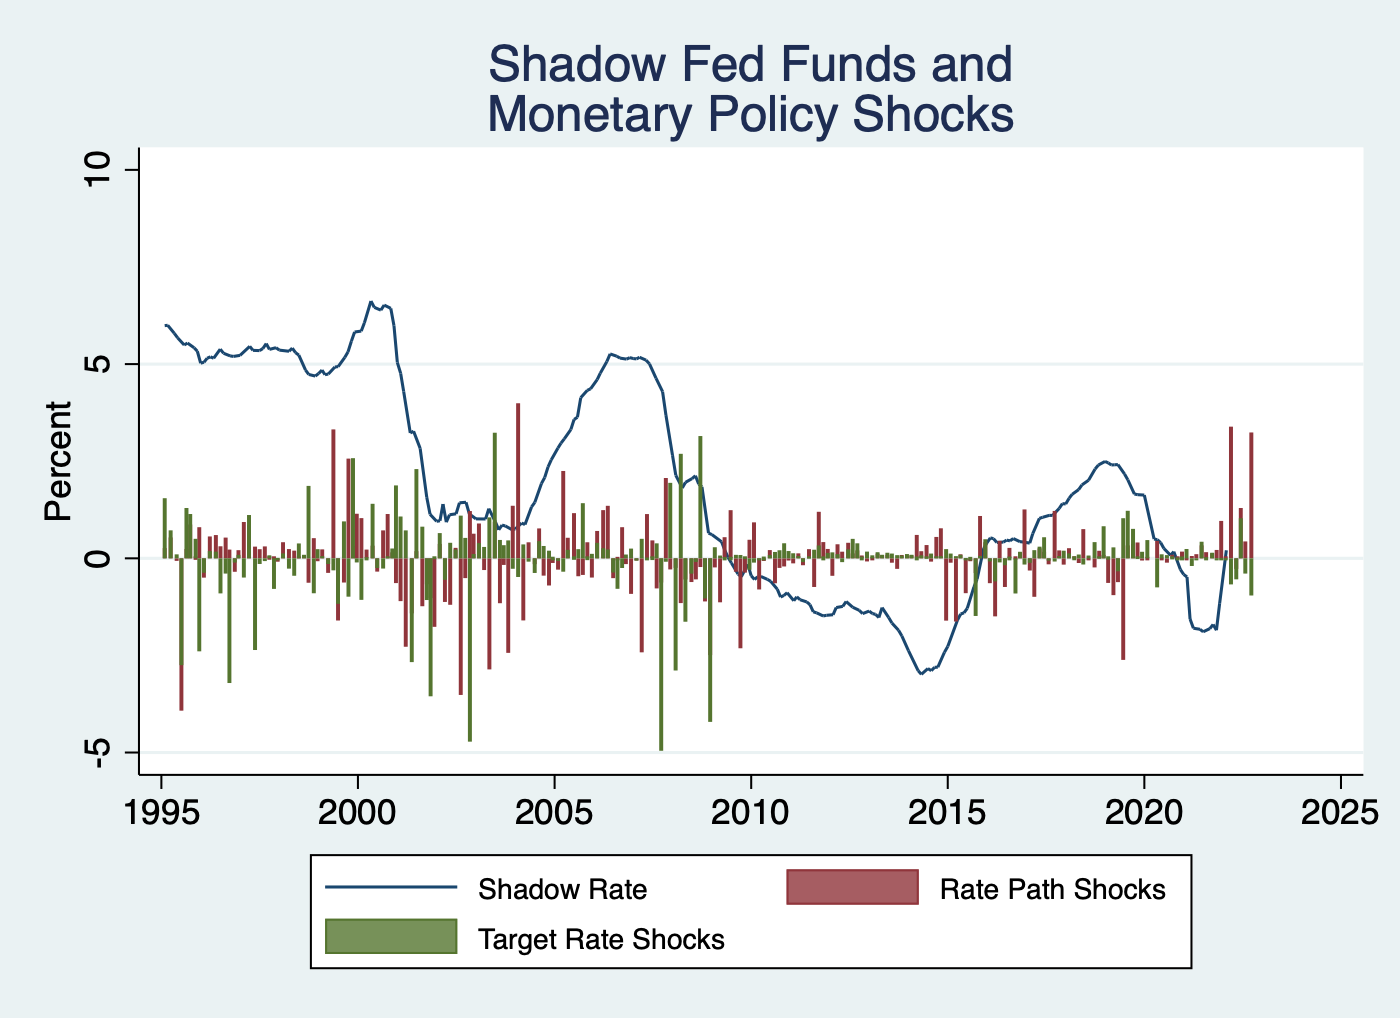 Shadow Fed Funds and
Monetary Policy Shocks
Percent
10
5
0
-5
1995 2000 2005 2010 2015 2020 2025
Shadow Rate Rate Path Shocks
Target Rate Shocks